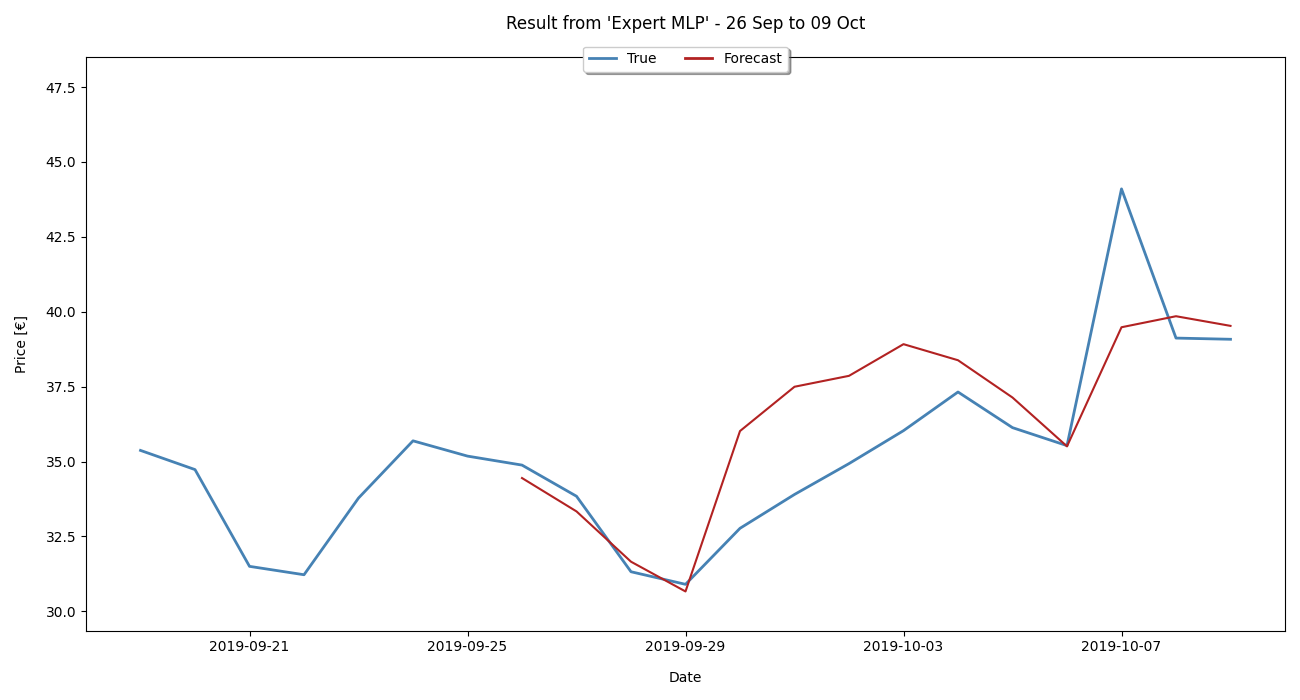 Result from 'Expert MLP' - 26 Sep to 09 Oct
True Forecast
47.5
45.0
42.5
40.0
37.5
35.0
32.5
30.0
Price [€]
2019-09-21 2019-09-25 2019-09-29 2019-10-03 2019-10-07
Date